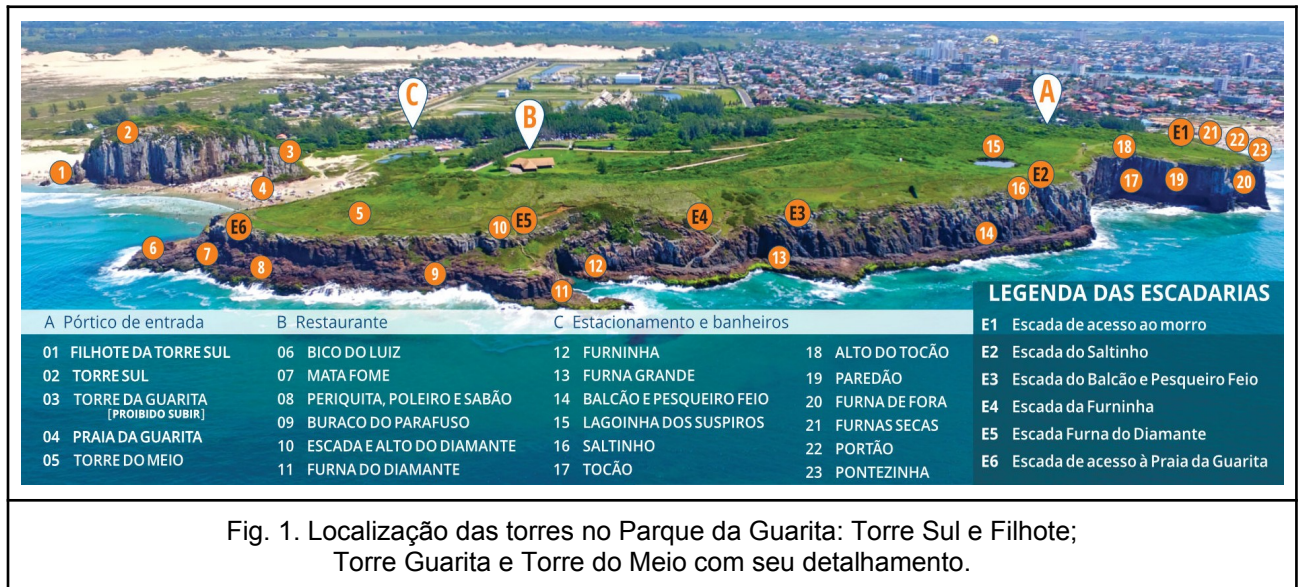 C
A
B
2
3
1
4
5
E1
21
22
23
18
15
E2
16
17
19
20
E6
6
7
8
10
E5
E4
E3
14
9
12
13
11
A Pórtico de entrada
B Restaurante
C Estacionamento e banheiros
01 FILHOTE DA TORRE SUL
02 TORRE SUL
03 TORRE DA GUARITA
[PROIBIDO SUBIR]
04 PRAIA DA GUARITA
05 TORRE DO MEIO
06 BICO DO LUIZ
07 MATA FOME
08 PERIQUITA, POLEIRO E SABÃO
09 BURACO DO PARAFUSO
10 ESCADA E ALTO DO DIAMANTE
11 FURNA DO DIAMANTE
12 FURNINHA
13 FURNA GRANDE
14 BALCÃO E PESQUEIRO FEIO
15 LAGOINHA DOS SUSPIROS
16 SALTINHO
17 TOCÃO
18 ALTO DO TOCÃO
19 PAREDÃO
20 FURNA DE FORA
21 FURNAS SECAS
22 PORTÃO
23 PONTEZINHA
LEGENDA DAS ESCADARIAS
E1 Escada de acesso ao morro
E2 Escada do Saltinho
E3 Escada do Balcão e Pesqueiro Feio
E4 Escada da Furninha
E5 Escada Furna do Diamante
E6 Escada de acesso à Praia da Guarita
Fig. 1. Localização das torres no Parque da Guarita: Torre Sul e Filhote;
Torre Guarita e Torre do Meio com seu detalhamento.